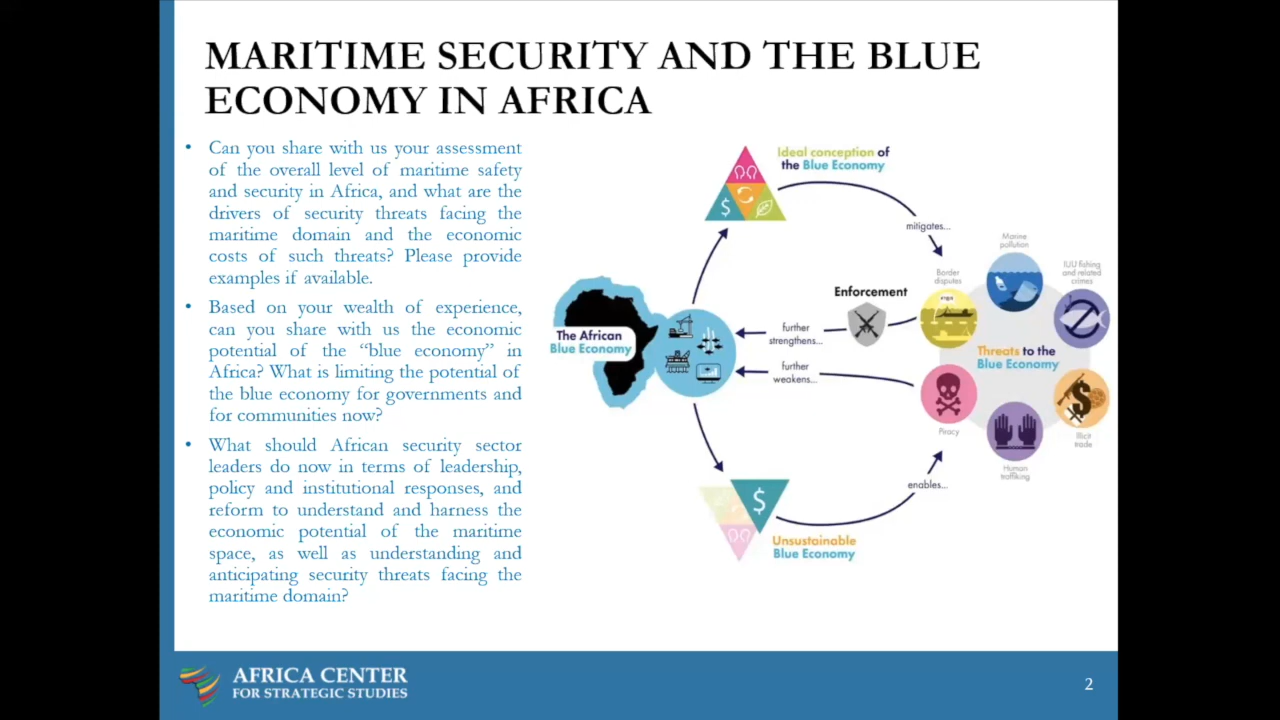 MARITIME SECURITY AND THE BLUE
ECONOMY IN AFRICA
• Can you share with us your assessment
of the overall level of maritime safety
and security in Africa, and what are the
drivers of security threats facing the
maritime domain and the economic
costs of such threats? Please provide
examples if available.
• Based on your wealth of experience,
can you share with us the economic
potential of the “blue economy” in
Africa? What is limiting the potential of
the blue economy for governments and
for communities now?
• What should African security sector
leaders do now in terms of leadership,
policy and institutional responses, and
reform to understand and harness the
economic potential of the maritime
space, as well as understanding and
anticipating security threats facing the
maritime domain?
Ideal conception of
the Blue Economy
mitigates...
Marine
pollution
Border
disputes
IUU fishing
and related
crimes
Enforcement
The African
Blue Economy
further
strengthens...
further
weakens...
Threats to the
Blue Economy
Piracy
Illicit
trade
Human
traffiking
enables...
$
$
$
Unsustainable
Blue Economy
AFRICA CENTER
FOR STRATEGIC STUDIES
2